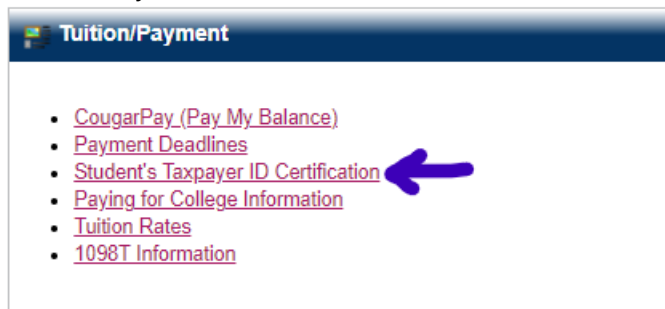 Tuition/Payment
CougarPay (Pay My Balance)
Payment Deadlines
Student's Taxpayer ID Certification
Paying for College Information
Tuition Rates
1098T Information